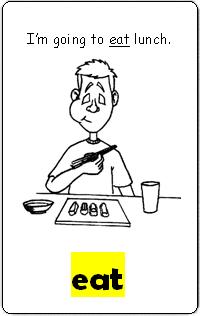 I'm going to eat lunch.
eat